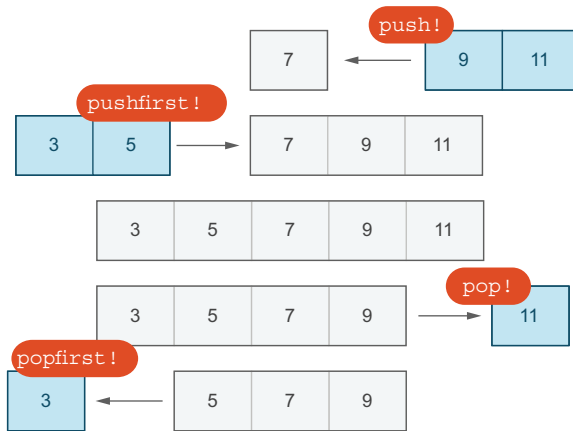 push!
7 9 11
pushfirst!
3 5 7 9 11
3 5 7 9 11
pop!
3 5 7 9 11
popfirst!
3 5 7 9